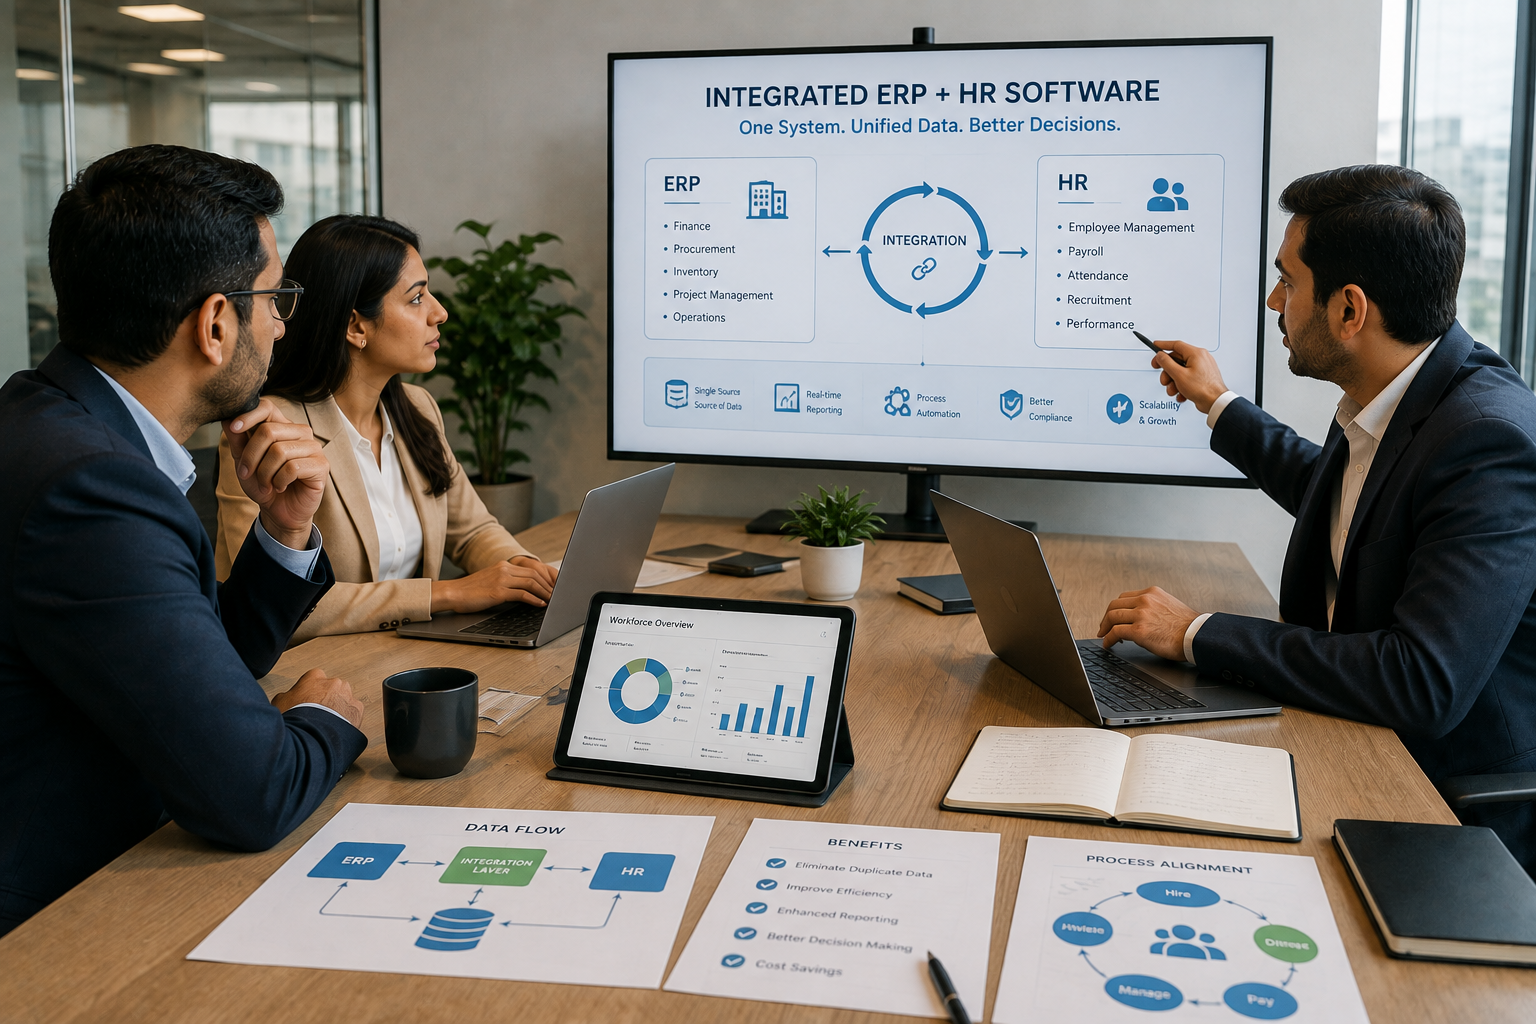 INTEGRATED ERP + HR SOFTWARE
One System. Unified Data. Better Decisions.
ERP
Finance
Procurement
Inventory
Project Management
Operations
INTEGRATION
HR
Employee Management
Payroll
Attendance
Recruitment
Performance
Single Source
Source of Data
Real-time
Reporting
Process
Automation
Better
Compliance
Scalability
& Growth
Workforce Overview
DATA FLOW
ERP
INTEGRATION
LAYER
HR
BENEFITS
Eliminate Duplicate Data
Improve Efficiency
Enhanced Reporting
Better Decision Making
Cost Savings
PROCESS ALIGNMENT
Hire
Manage
Pay